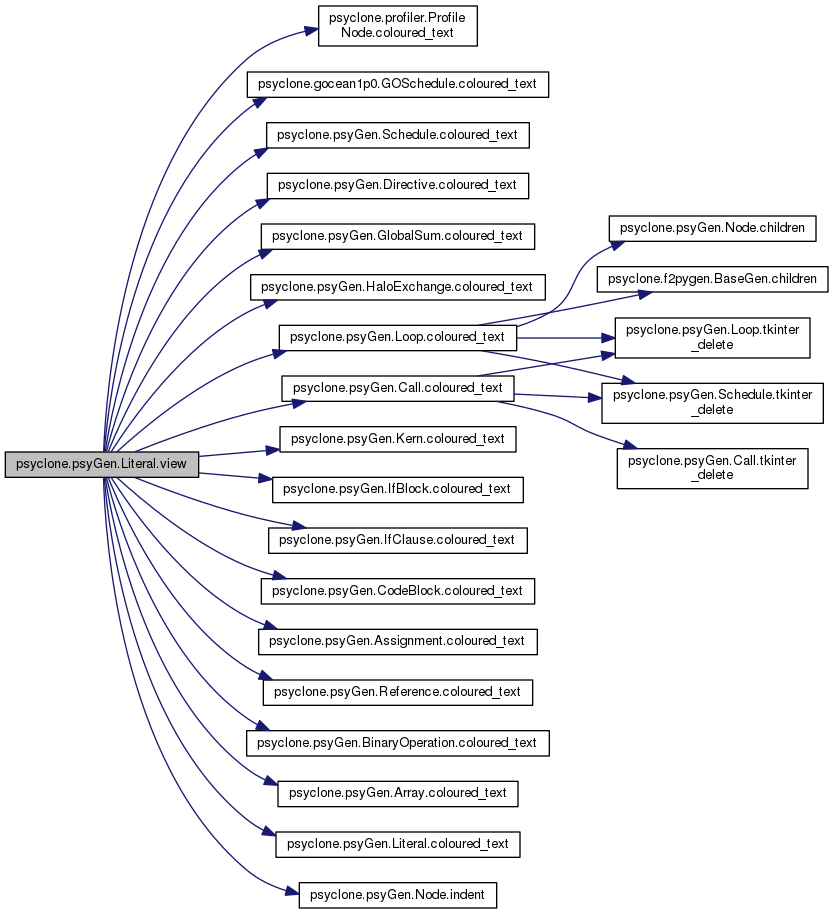 psyclone.profiler.Profile
Node.coloured_text
psyclone.gocean1p0.GOSchedule.coloured_text
psyclone.psyGen.Schedule.coloured_text
psyclone.psyGen.Directive.coloured_text
psyclone.psyGen.GlobalSum.coloured_text
psyclone.psyGen.HaloExchange.coloured_text
psyclone.psyGen.Loop.coloured_text
psyclone.psyGen.Call.coloured_text
psyclone.psyGen.Kern.coloured_text
psyclone.psyGen.Literal.view
psyclone.psyGen.IfBlock.coloured_text
psyclone.psyGen.IfClause.coloured_text
psyclone.psyGen.CodeBlock.coloured_text
psyclone.psyGen.Assignment.coloured_text
psyclone.psyGen.Reference.coloured_text
psyclone.psyGen.BinaryOperation.coloured_text
psyclone.psyGen.Array.coloured_text
psyclone.psyGen.Literal.coloured_text
psyclone.psyGen.Node.indent
psyclone.psyGen.Node.children
psyclone.f2pygen.BaseGen.children
psyclone.psyGen.Loop.tkinter
_delete
psyclone.psyGen.Schedule.tkinter
_delete
psyclone.psyGen.Call.tkinter
_delete